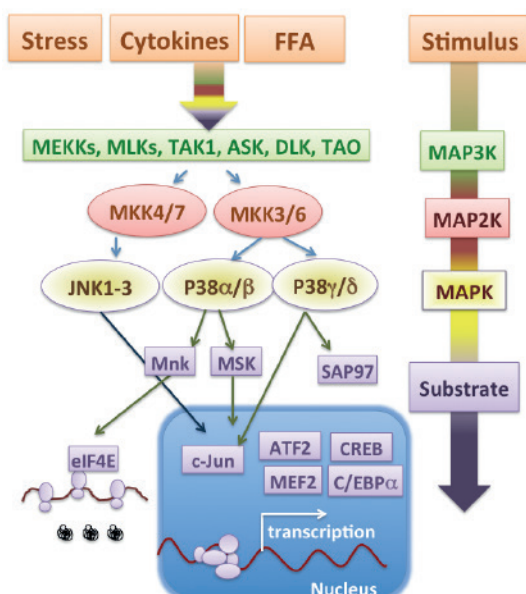 Stress Cytokines FFA Stimulus
MEKKs, MLKs, TAK1, ASK, DLK, TAO
MAP3K
MKK4/7 MKK3/6
MAP2K
JNK1-3 P38α/β P38γ/δ
MAPK
Mnk MSK SAP97
Substrate
eIF4E c-Jun ATF2 CREB
MEF2 C/EBPα
transcription
Nucleus